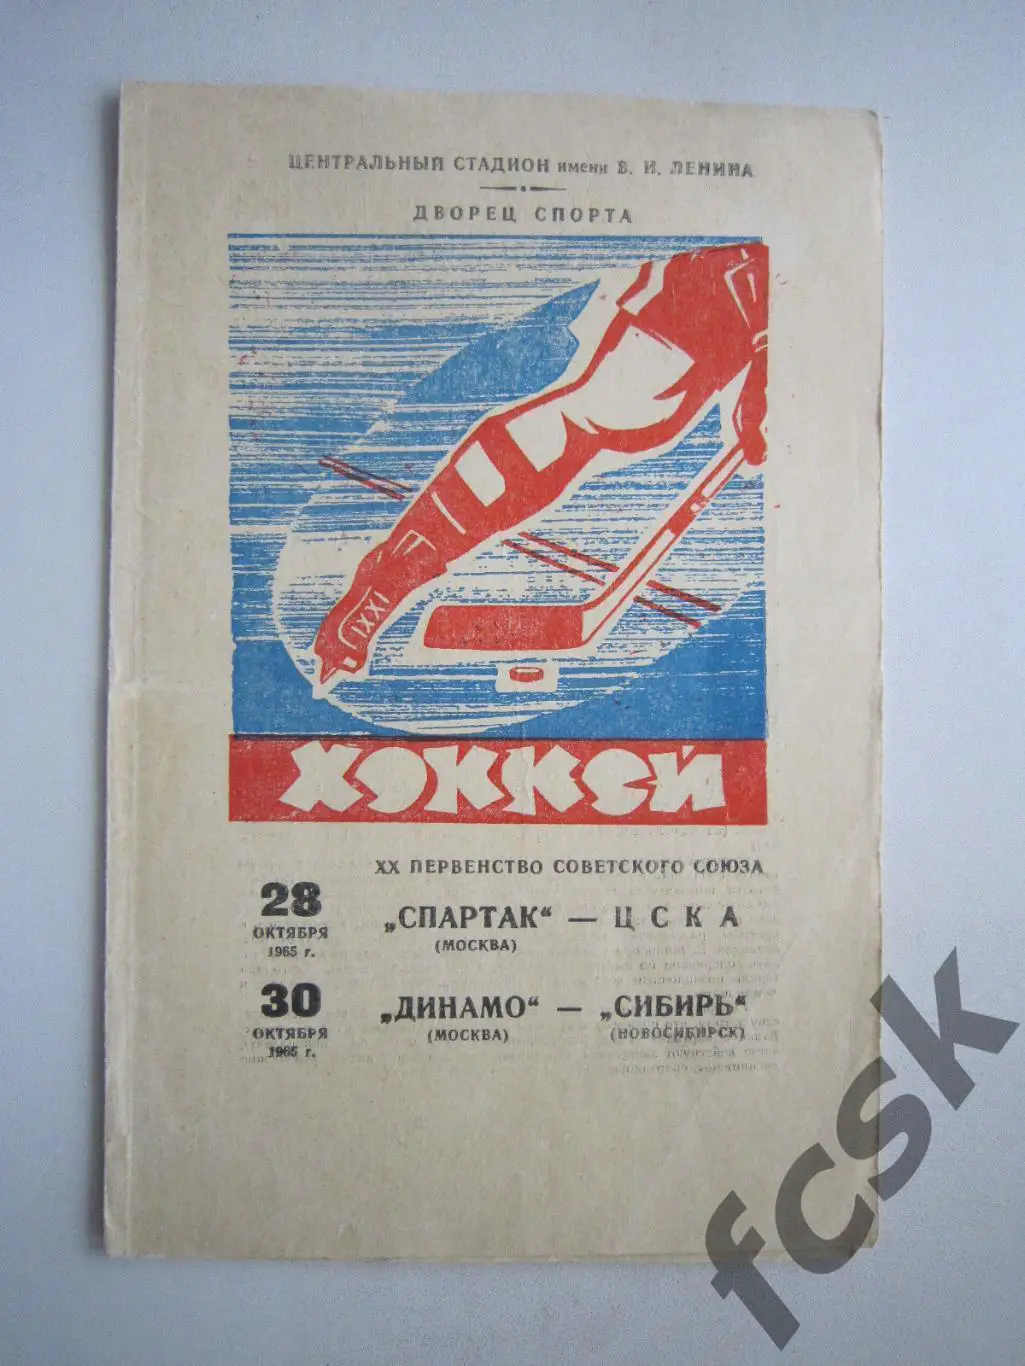 ЦЕНТРАЛЬНЫЙ СТАДИОН имени В. И. ЛЕНИНА
ДВОРЕЦ СПОРТА
ХОККЕЙ
XX ПЕРВЕНСТВО СОВЕТСКОГО СОЮЗА
28 ОКТЯБРЯ 1965 г.
„СПАРТАК“ — ЦСКА
(МОСКВА)
30 ОКТЯБРЯ 1965 г.
„ДИНАМО“ — „СИБИРЬ“
(МОСКВА) (НОВОСИБИРСК)
fcsk